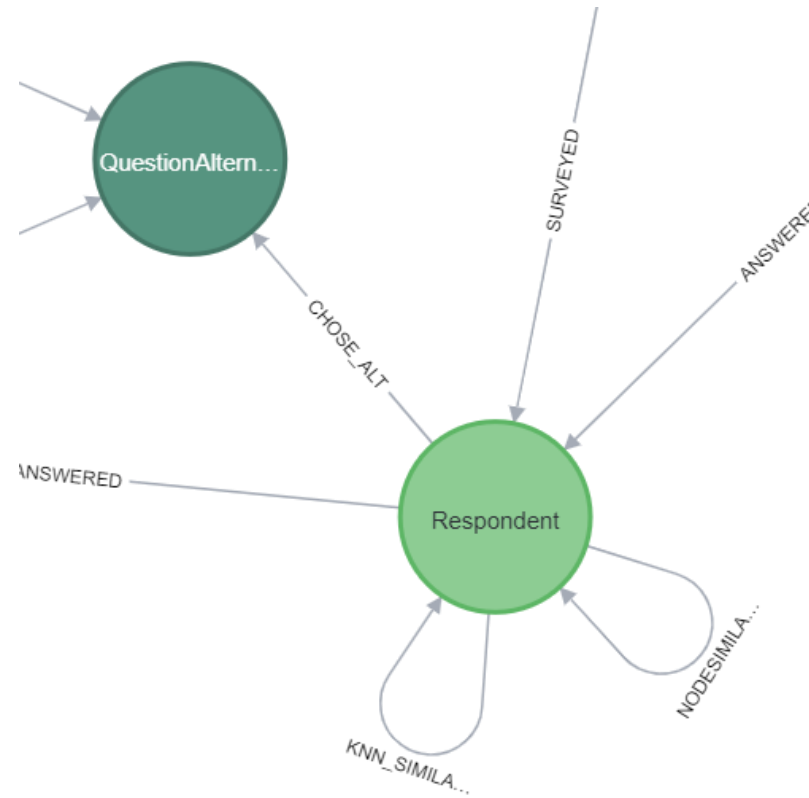 QuestionAltern...
SURVEYED
ANSWERE
CHOSE_ALT
ANSWERED
Respondent
NODESIMILA...
KNN_SIMILA...